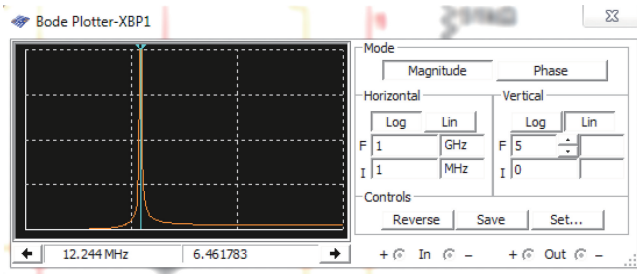 Bode Plotter-XBP1
Mode
Magnitude Phase
Horizontal Vertical
Log Lin Log Lin
F 1 GHz F 5
I 1 MHz I 0
Controls
Reverse Save Set...
12.244 MHz 6.461783 + In - + Out -